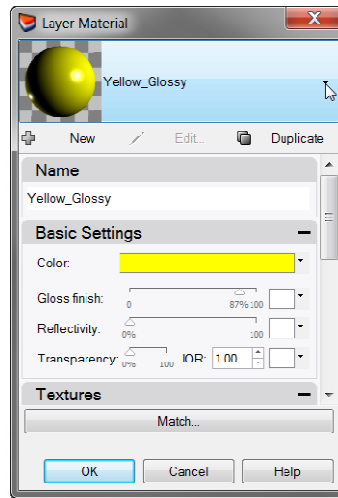 Layer Material
Yellow_Glossy
New Edit... Duplicate
Name
Yellow_Glossy
Basic Settings
Color:
Gloss finish: 0 87% 100
Reflectivity. 0% 100
Transparency: 0% 100 IOR: 1.00
Textures
Match...
OK Cancel Help